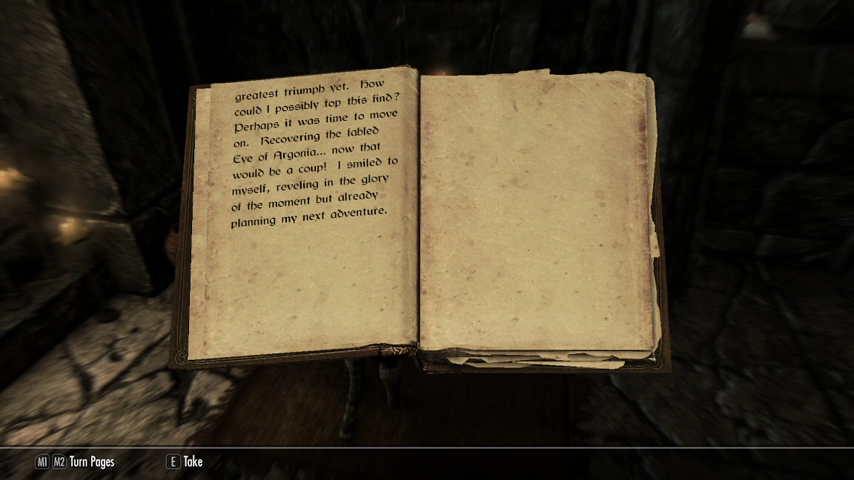 greatest triumph yet. How
could I possibly top this find?
Perhaps it was time to move
on. Recovering the fabled
Eye of Argonia... now that
would be a coup! I smiled to
myself, reveling in the glory
of the moment but already
planning my next adventure.
M1 M2 Turn Pages
E Take